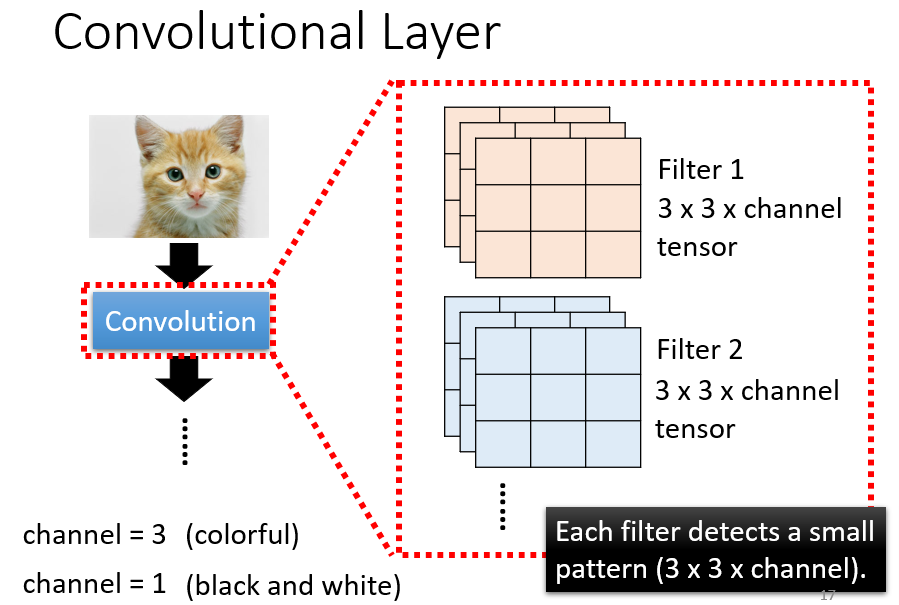 Convolutional Layer
Convolution
channel = 3 (colorful)
channel = 1 (black and white)
Filter 1
3 x 3 x channel
tensor
Filter 2
3 x 3 x channel
tensor
Each filter detects a small
pattern (3 x 3 x channel).
17